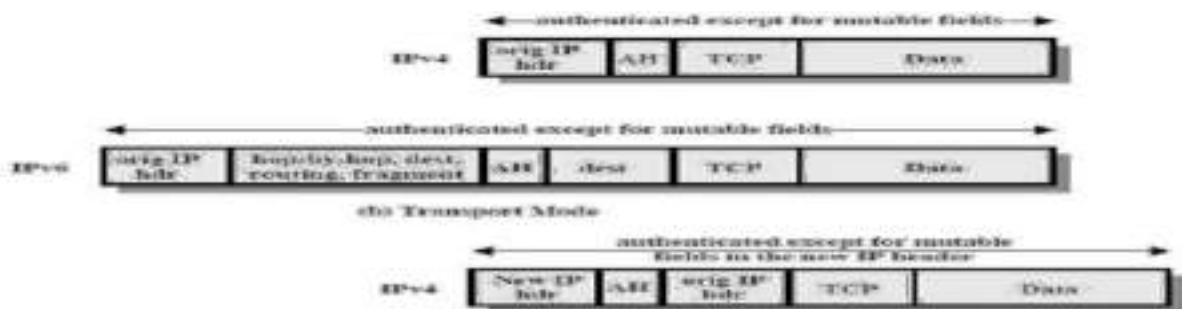 authenticated except for mutable fields
IPv4 orig IP hdr AH TCP Data
authenticated except for mutable fields
IPv6 orig IP hdr hop-by-hop, dest, routing, fragment AH dest TCP Data
(b) Transport Mode
authenticated except for mutable
fields in the new IP header
IPv4 New IP hdr AH orig IP hdr TCP Data